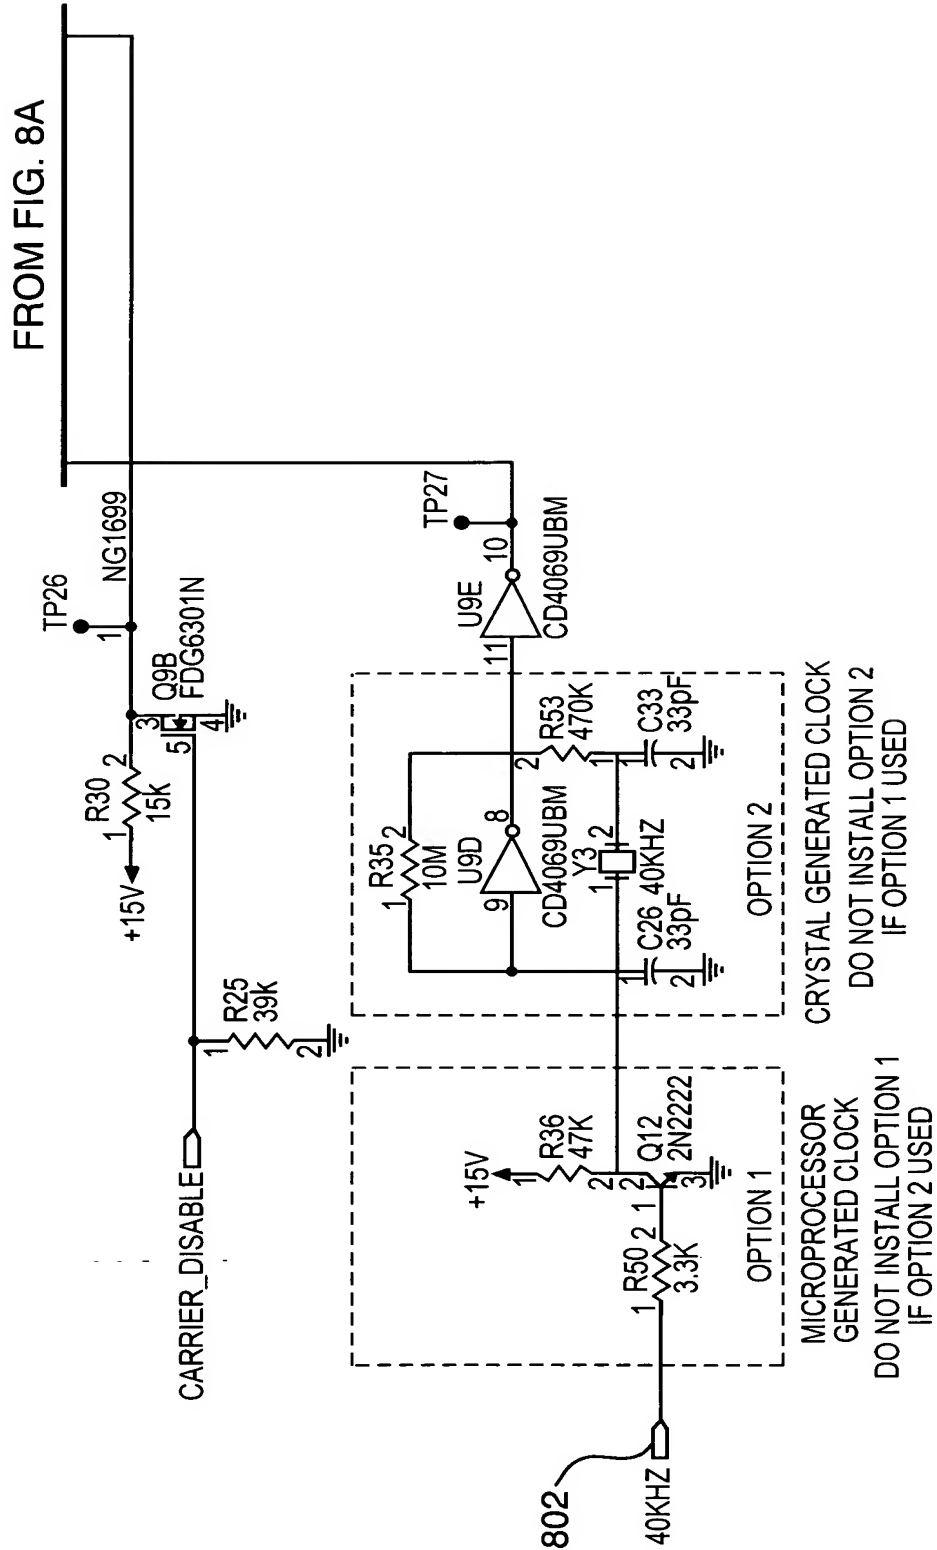 FROM FIG. 8A
TP26
1
NG1699
+15V
1
R30
2
15K
3
Q9B
FDG6301N
5
4
CARRIER_DISABLE
1
R25
39K
2
TP27
1
R35
2
10M
9
U9D
8
CD4069UBM
11
U9E
10
CD4069UBM
2
R53
470K
1
Y3
2
40KHZ
1
C26
33pF
2
1
C33
33pF
2
OPTION 2
CRYSTAL GENERATED CLOCK
DO NOT INSTALL OPTION 2
IF OPTION 1 USED
+15V
1
R36
47K
2
2
Q12
2N2222
1
3
1
R50
2
3.3K
OPTION 1
MICROPROCESSOR
GENERATED CLOCK
DO NOT INSTALL OPTION 1
IF OPTION 2 USED
802
40KHZ